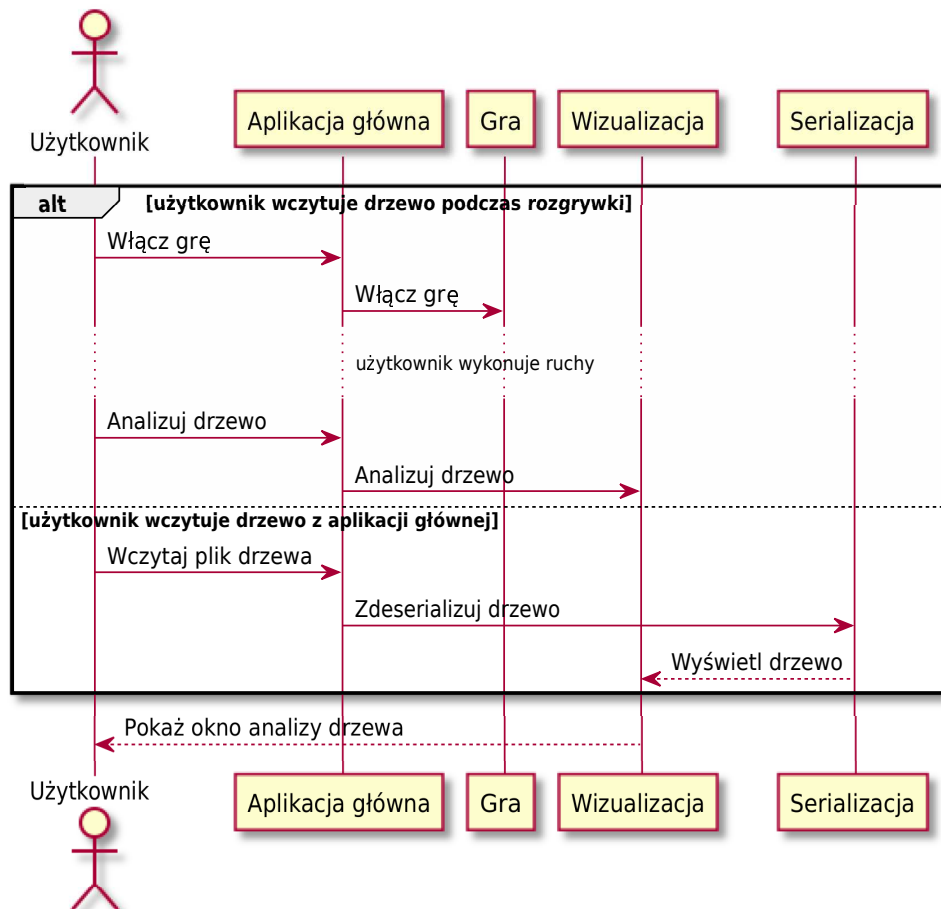 Użytkownik
Aplikacja główna
Gra
Wizualizacja
Serializacja
alt
[użytkownik wczytuje drzewo podczas rozgrywki]
Włącz grę
Włącz grę
użytkownik wykonuje ruchy
Analizuj drzewo
Analizuj drzewo
[użytkownik wczytuje drzewo z aplikacji głównej]
Wczytaj plik drzewa
Zdeserializuj drzewo
Wyświetl drzewo
Pokaż okno analizy drzewa
Użytkownik
Aplikacja główna
Gra
Wizualizacja
Serializacja